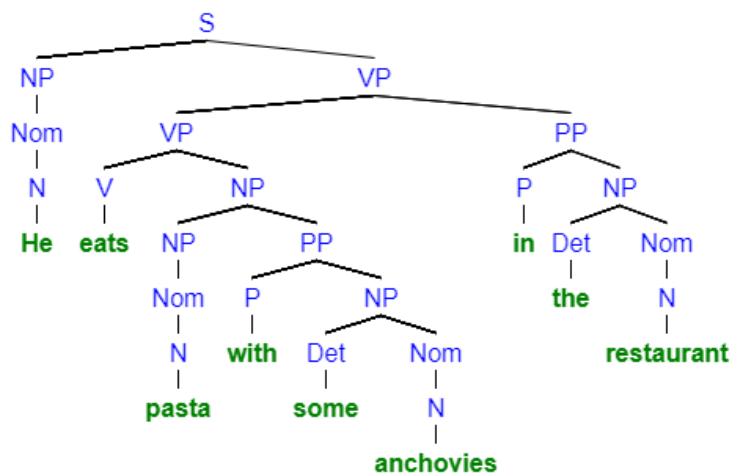 S
NP VP
Nom VP PP
N V NP P NP
He eats NP PP in Det Nom
Nom P NP the N
N with Det Nom restaurant
pasta some N
anchovies